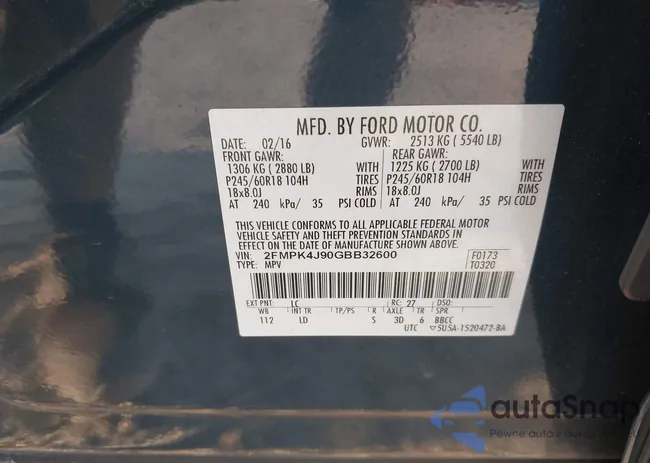 MFD. BY FORD MOTOR CO.
DATE: 02/16 GVWR: 2513 KG ( 5540 LB)
FRONT GAWR: REAR GAWR:
1306 KG ( 2880 LB) WITH 1225 KG ( 2700 LB) WITH
P245/60R18 104H TIRES P245/60R18 104H TIRES
18x8.0J RIMS 18x8.0J RIMS
AT 240 kPa/ 35 PSI COLD AT 240 kPa/ 35 PSI COLD
THIS VEHICLE CONFORMS TO ALL APPLICABLE FEDERAL MOTOR
VEHICLE SAFETY AND THEFT PREVENTION STANDARDS IN
EFFECT ON THE DATE OF MANUFACTURE SHOWN ABOVE.
VIN: 2FMPK4J90GBB32600 F0173
TYPE: MPV T0320
EXT PNT: LC RC: 27 DSO:
WB INT TR TP/PS R AXLE TR SPR
112 LD S 3D 6 BBCC
UTC 5U5A-1520472-BA
autoSnap
Pewne auta z aukcji